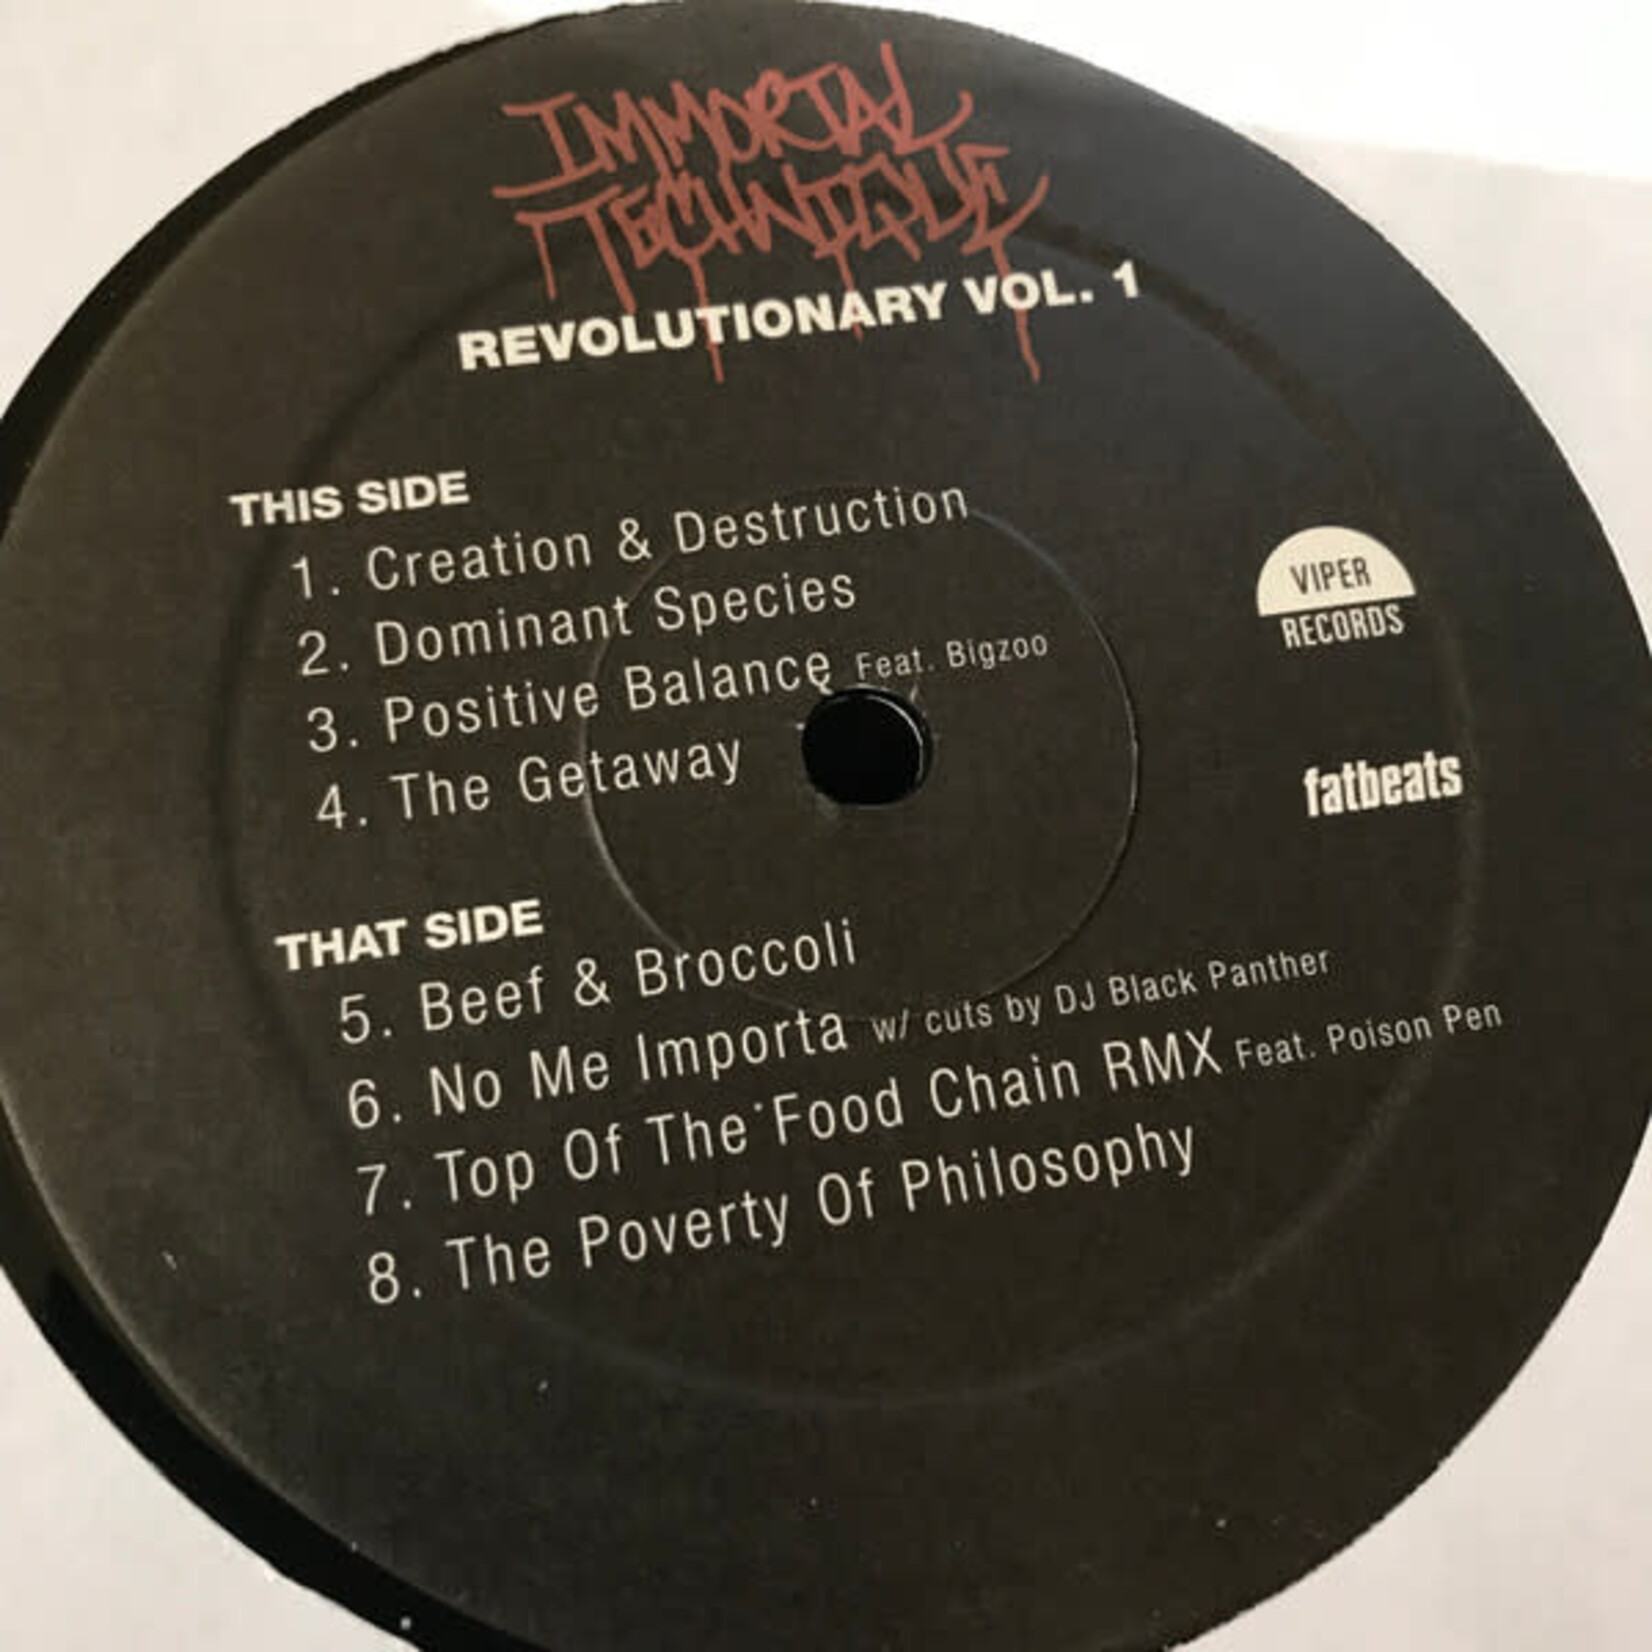 IMMORTAL
TECHNIQUE
REVOLUTIONARY VOL. 1
THIS SIDE
1. Creation & Destruction
2. Dominant Species
3. Positive Balance Feat. Bigzoo
4. The Getaway
VIPER
RECORDS
fatbeats
THAT SIDE
5. Beef & Broccoli
6. No Me Importa w/ cuts by DJ Black Panther
7. Top Of The Food Chain RMX Feat. Poison Pen
8. The Poverty Of Philosophy